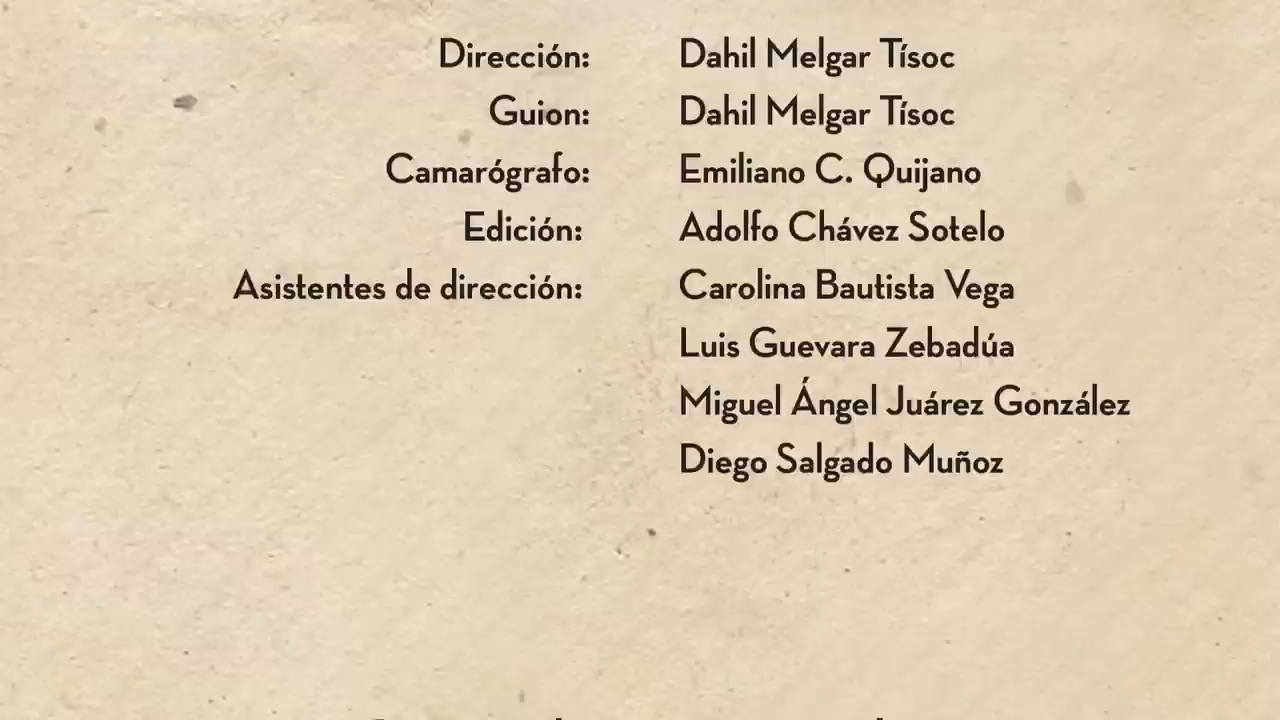 Dirección: Dahil Melgar Tísoc
Guion: Dahil Melgar Tísoc
Camarógrafo: Emiliano C. Quijano
Edición: Adolfo Chávez Sotelo
Asistentes de dirección: Carolina Bautista Vega
Luis Guevara Zebadúa
Miguel Ángel Juárez González
Diego Salgado Muñoz